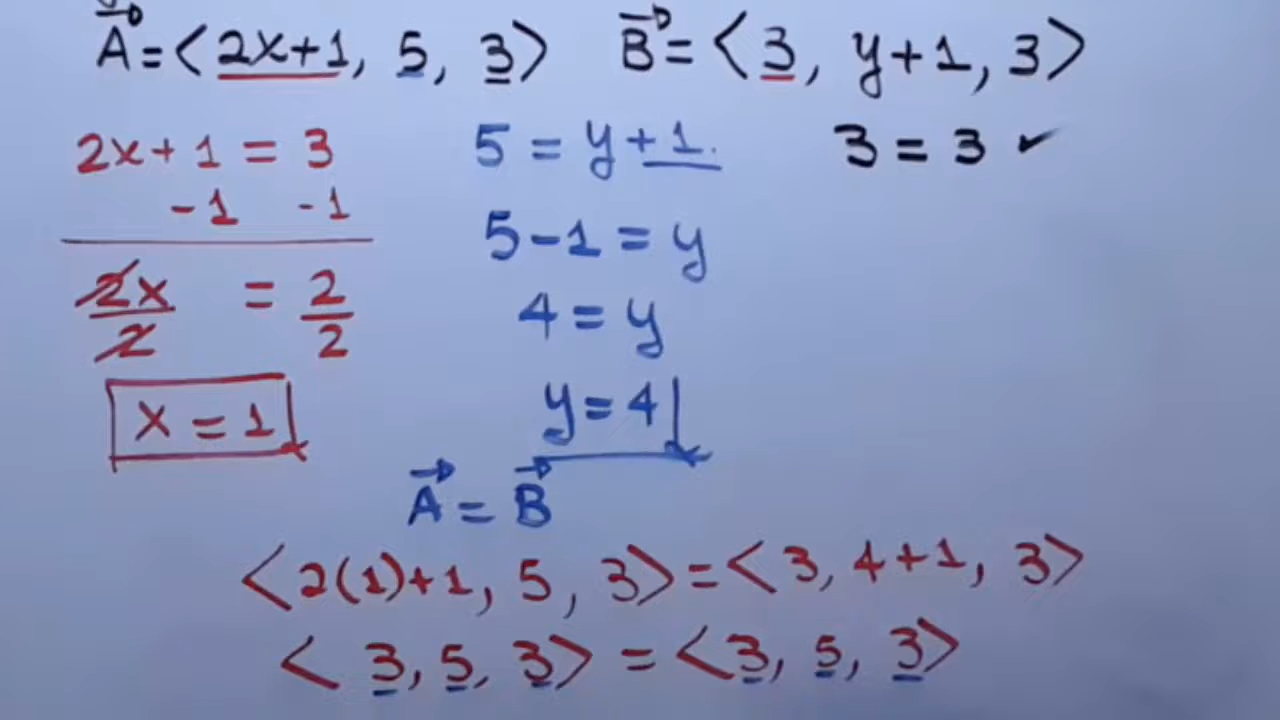 A⃗ = ⟨2x+1, 5, 3⟩ B⃗ = ⟨3, y+1, 3⟩
2x+1 = 3 5 = y+1. 3 = 3 ✓
-1 -1 5-1 = y
2x/2 = 2/2 4 = y
x = 1 y = 4
A⃗ = B⃗
⟨2(1)+1, 5, 3⟩ = ⟨3, 4+1, 3⟩
⟨3, 5, 3⟩ = ⟨3, 5, 3⟩